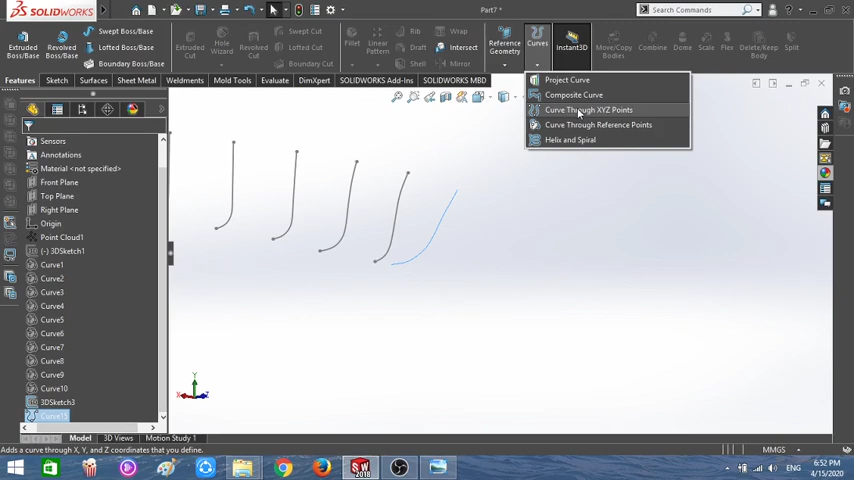 SOLIDWORKS
Part7 *
Search Commands
Extruded Boss/Base
Revolved Boss/Base
Swept Boss/Base
Lofted Boss/Base
Boundary Boss/Base
Extruded Cut
Hole Wizard
Revolved Cut
Swept Cut
Lofted Cut
Boundary Cut
Fillet
Linear Pattern
Rib
Draft
Shell
Wrap
Intersect
Mirror
Reference Geometry
Curves
Instant3D
Move/Copy Bodies
Combine
Dome
Scale
Flex
Delete/Keep Body
Split
Features
Sketch
Surfaces
Sheet Metal
Weldments
Mold Tools
Evaluate
DimXpert
SOLIDWORKS Add-Ins
SOLIDWORKS MBD
Project Curve
Composite Curve
Curve Through XYZ Points
Curve Through Reference Points
Helix and Spiral
Sensors
Annotations
Material <not specified>
Front Plane
Top Plane
Right Plane
Origin
Point Cloud1
(-) 3DSketch1
Curve1
Curve2
Curve3
Curve4
Curve5
Curve6
Curve7
Curve8
Curve9
Curve10
3DSketch3
Curve15
Y
X
Z
Model
3D Views
Motion Study 1
Adds a curve through X, Y, and Z coordinates that you define.
MMGS
SW
2018
ENG
6:52 PM
4/15/2020